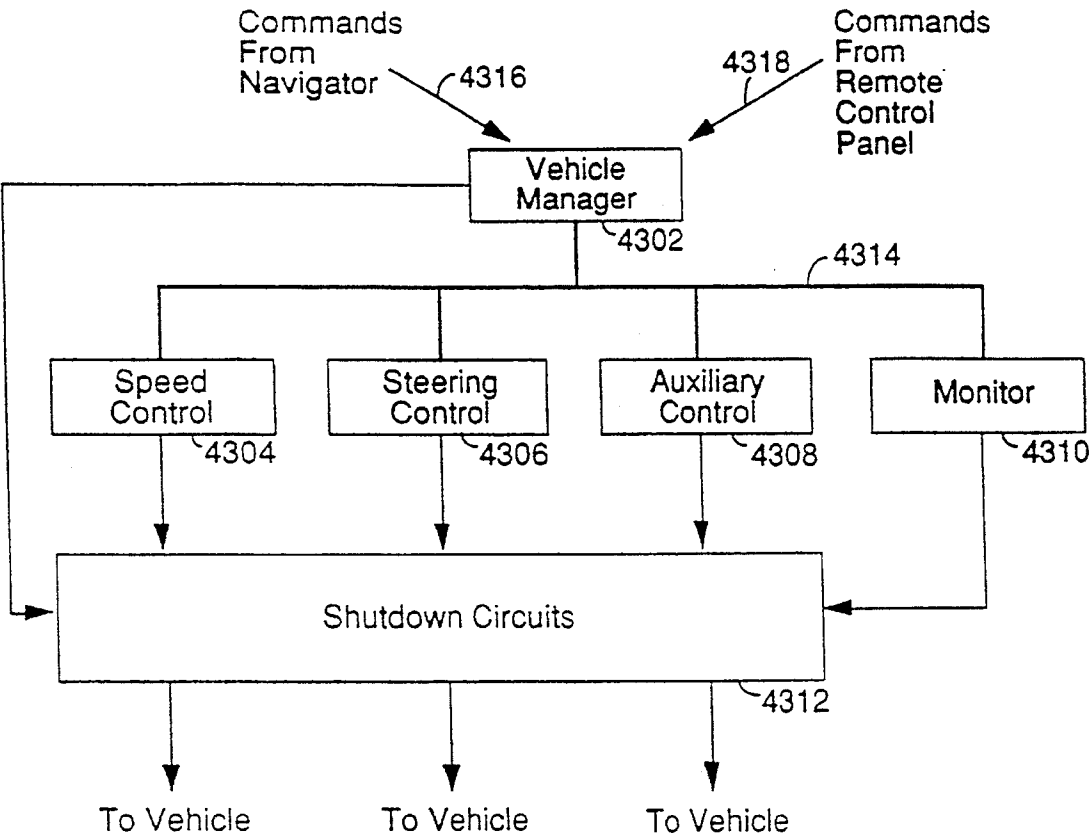 Commands
From
Navigator
4316
4318
Commands
From
Remote
Control
Panel
Vehicle
Manager
4302
4314
Speed
Control
4304
Steering
Control
4306
Auxiliary
Control
4308
Monitor
4310
Shutdown Circuits
4312
To Vehicle
To Vehicle
To Vehicle